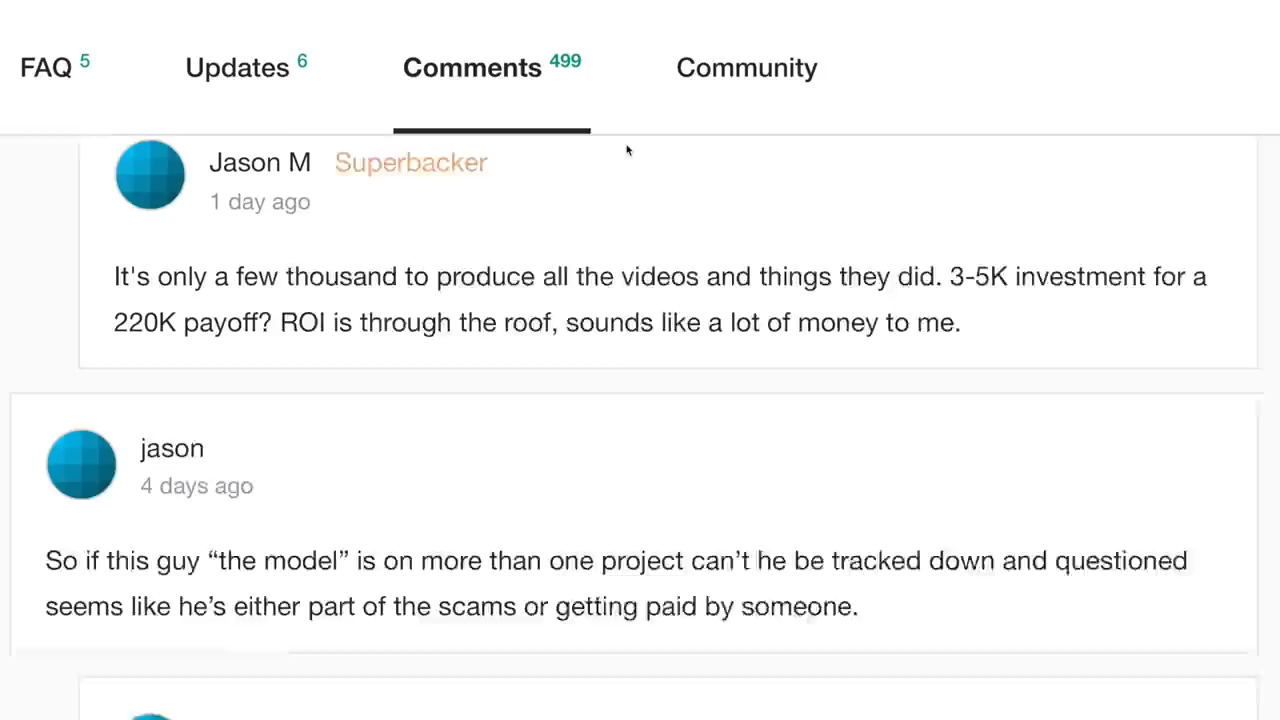 FAQ 5 Updates 6 Comments 499 Community
Jason M Superbacker
1 day ago
It's only a few thousand to produce all the videos and things they did. 3-5K investment for a
220K payoff? ROI is through the roof, sounds like a lot of money to me.
jason
4 days ago
So if this guy “the model” is on more than one project can’t he be tracked down and questioned
seems like he’s either part of the scams or getting paid by someone.